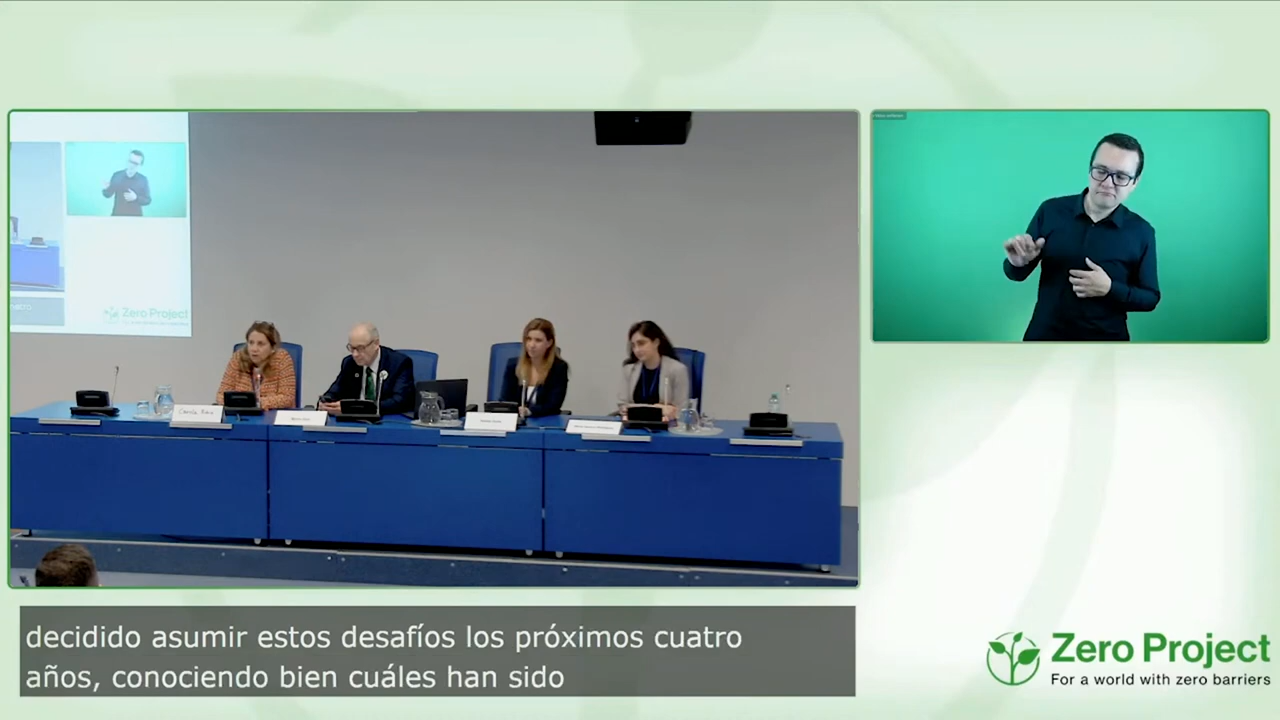 Zero Project
decidido asumir estos desafíos los próximos cuatro
años, conociendo bien cuáles han sido
Zero Project
For a world with zero barriers